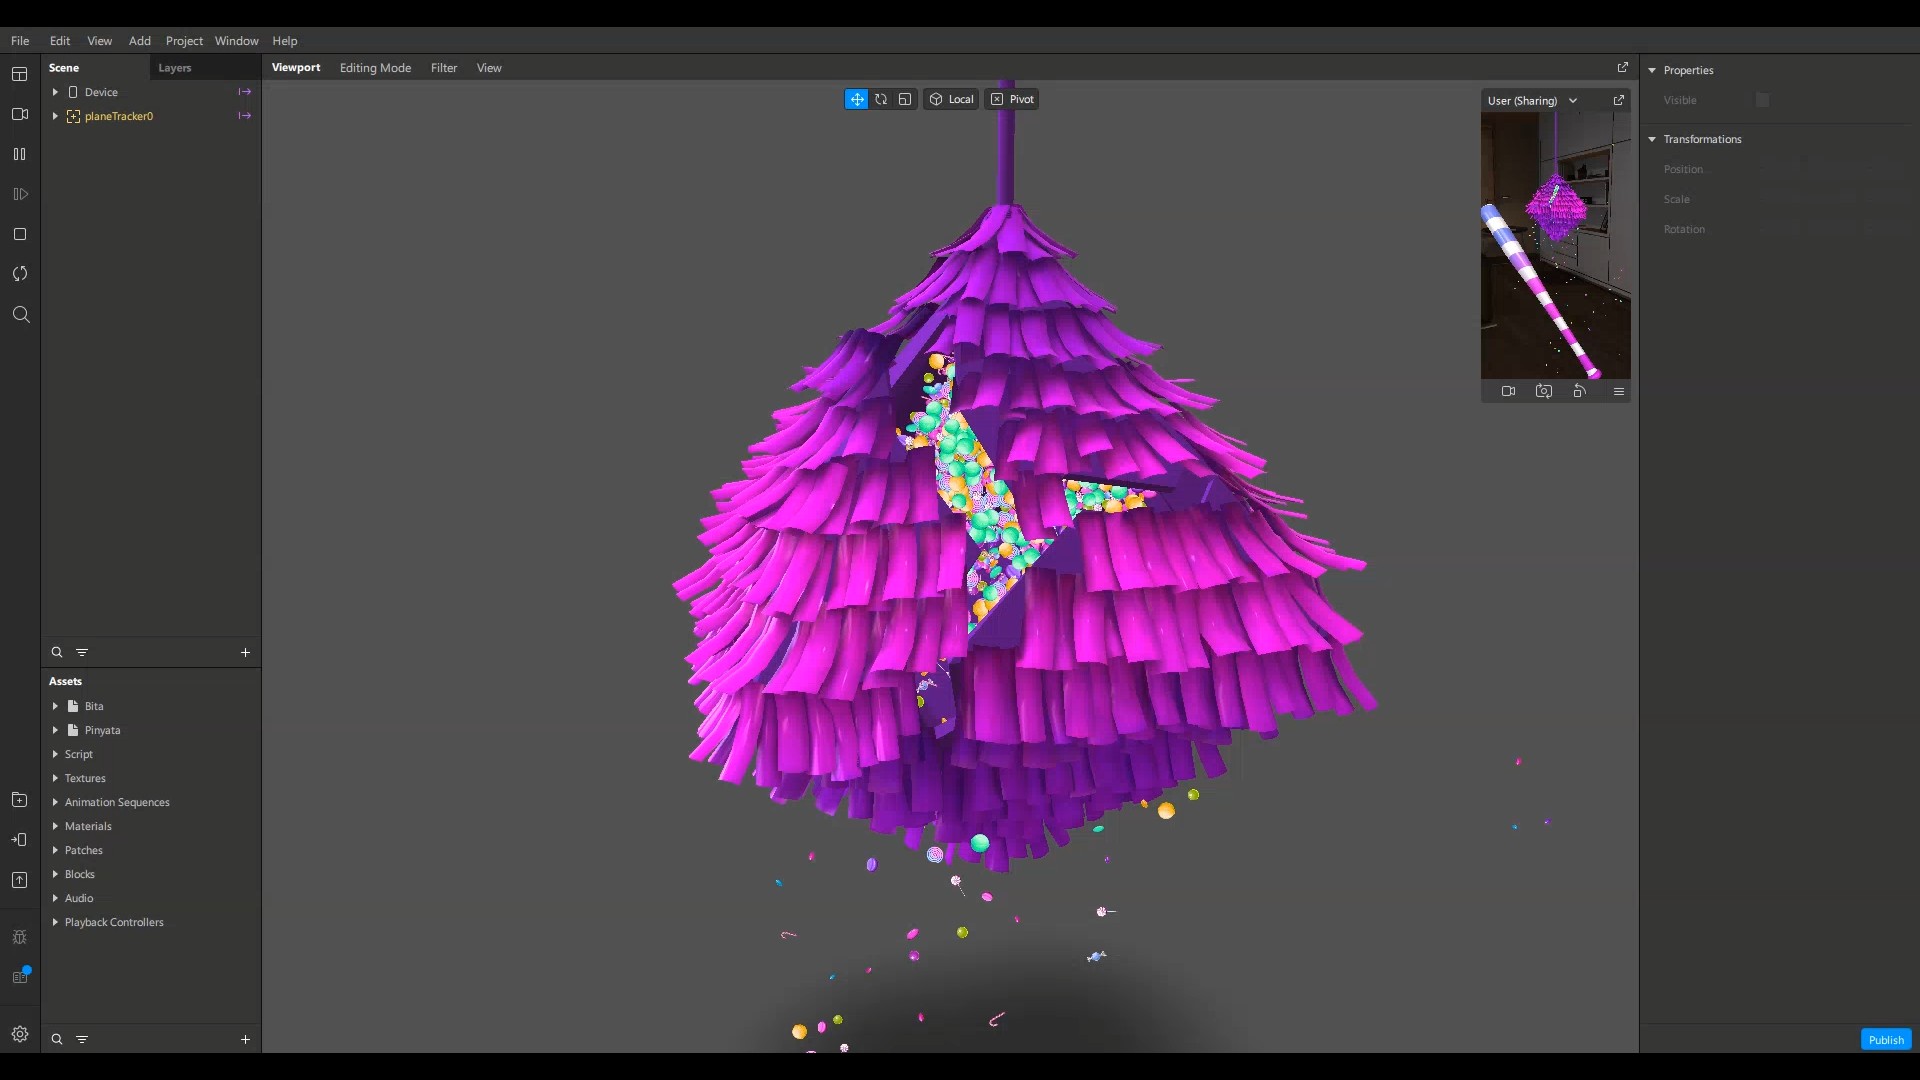 File Edit View Add Project Window Help
Scene Layers
Device
planeTracker0
Assets
Bita
Pinyata
Script
Textures
Animation Sequences
Materials
Patches
Blocks
Audio
Playback Controllers
Viewport Editing Mode Filter View
Local Pivot
User (Sharing)
Properties
Visible
Transformations
Position
Scale
Rotation
Publish